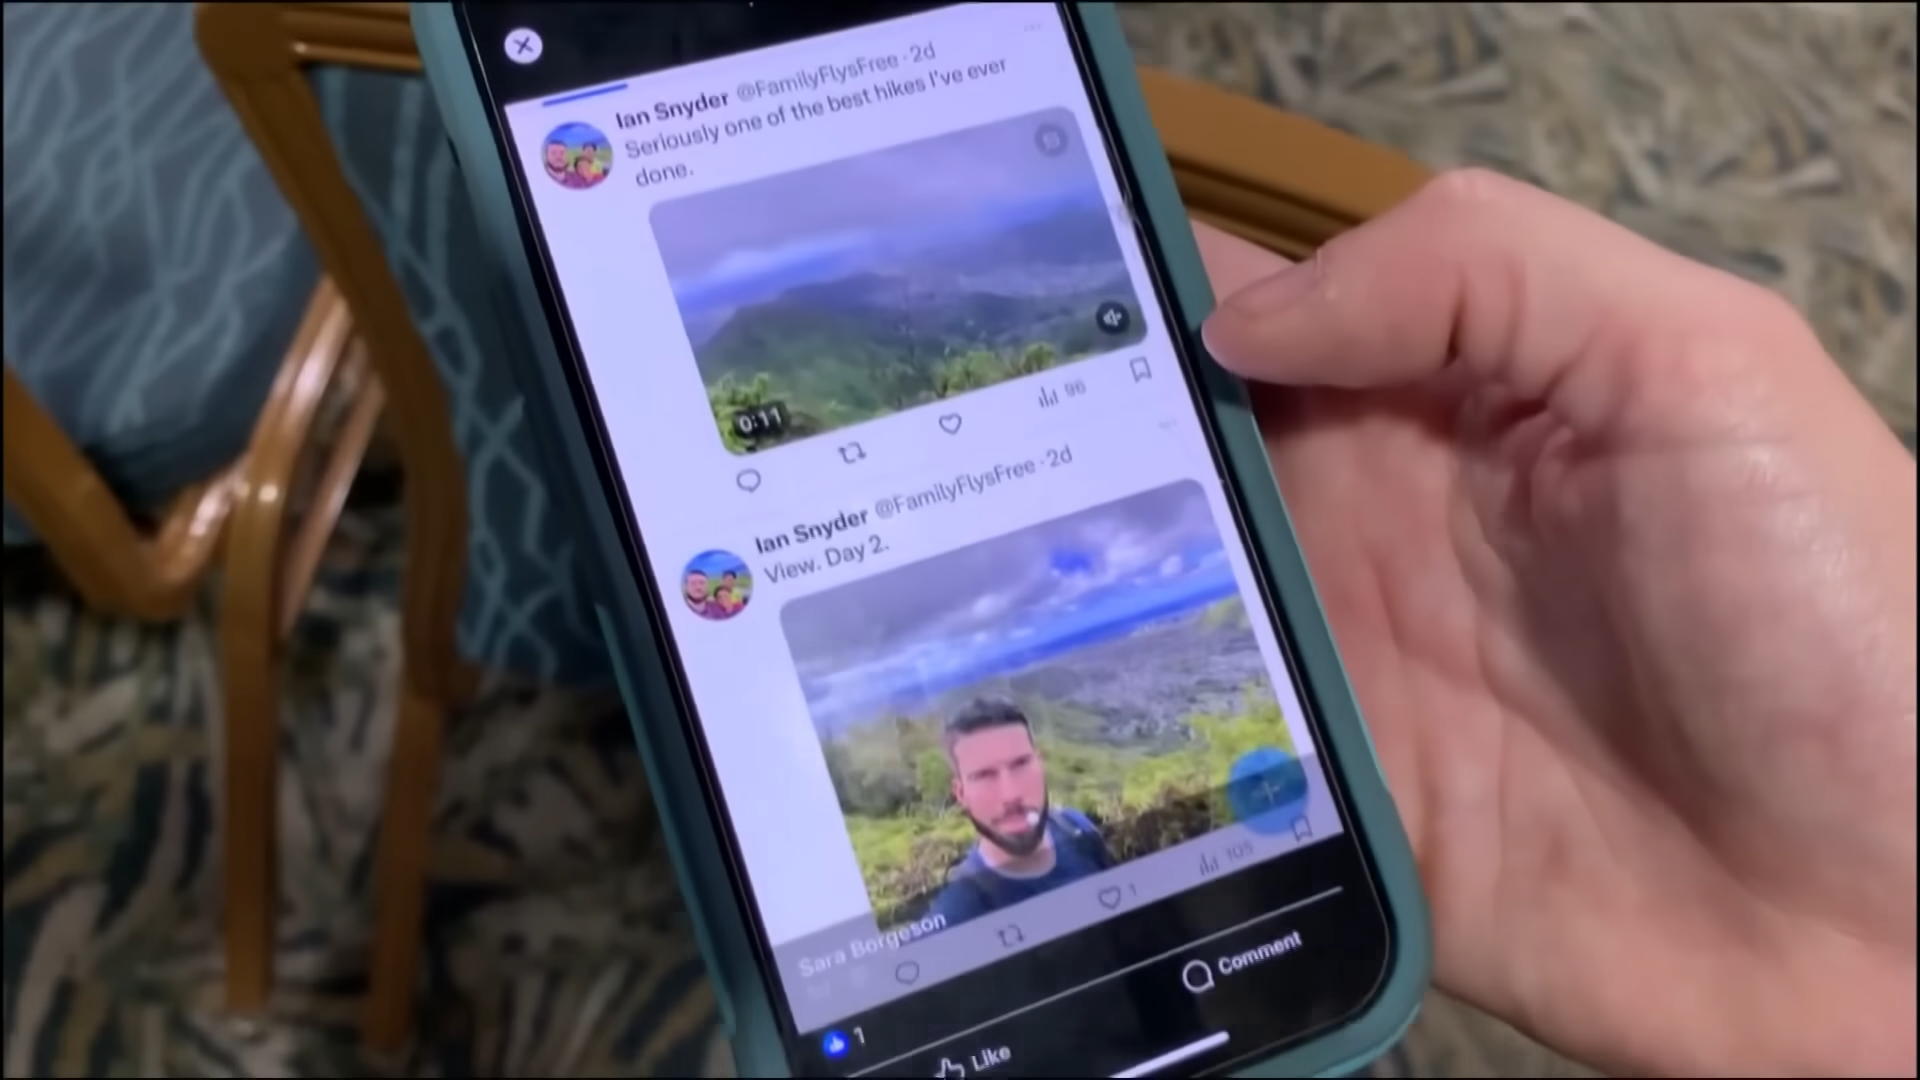 Ian Snyder @FamilyFlysFree · 2d
Seriously one of the best hikes I've ever
done.
0:11
96
Ian Snyder @FamilyFlysFree · 2d
View. Day 2.
1
105
Sara Borgeson
1
Like
Comment